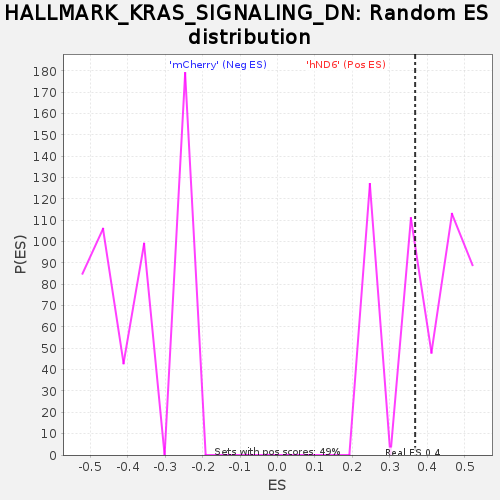 HALLMARK_KRAS_SIGNALING_DN: Random ES
distribution
'mCherry' (Neg ES) 'hND6' (Pos ES)
180
170
160
150
140
130
120
110
100
90
80
70
60
50
40
30
20
10
0
P(ES)
Sets with pos scores: 49% Real ES 0.4
-0.5 -0.4 -0.3 -0.2 -0.1 0.0 0.1 0.2 0.3 0.4 0.5
ES